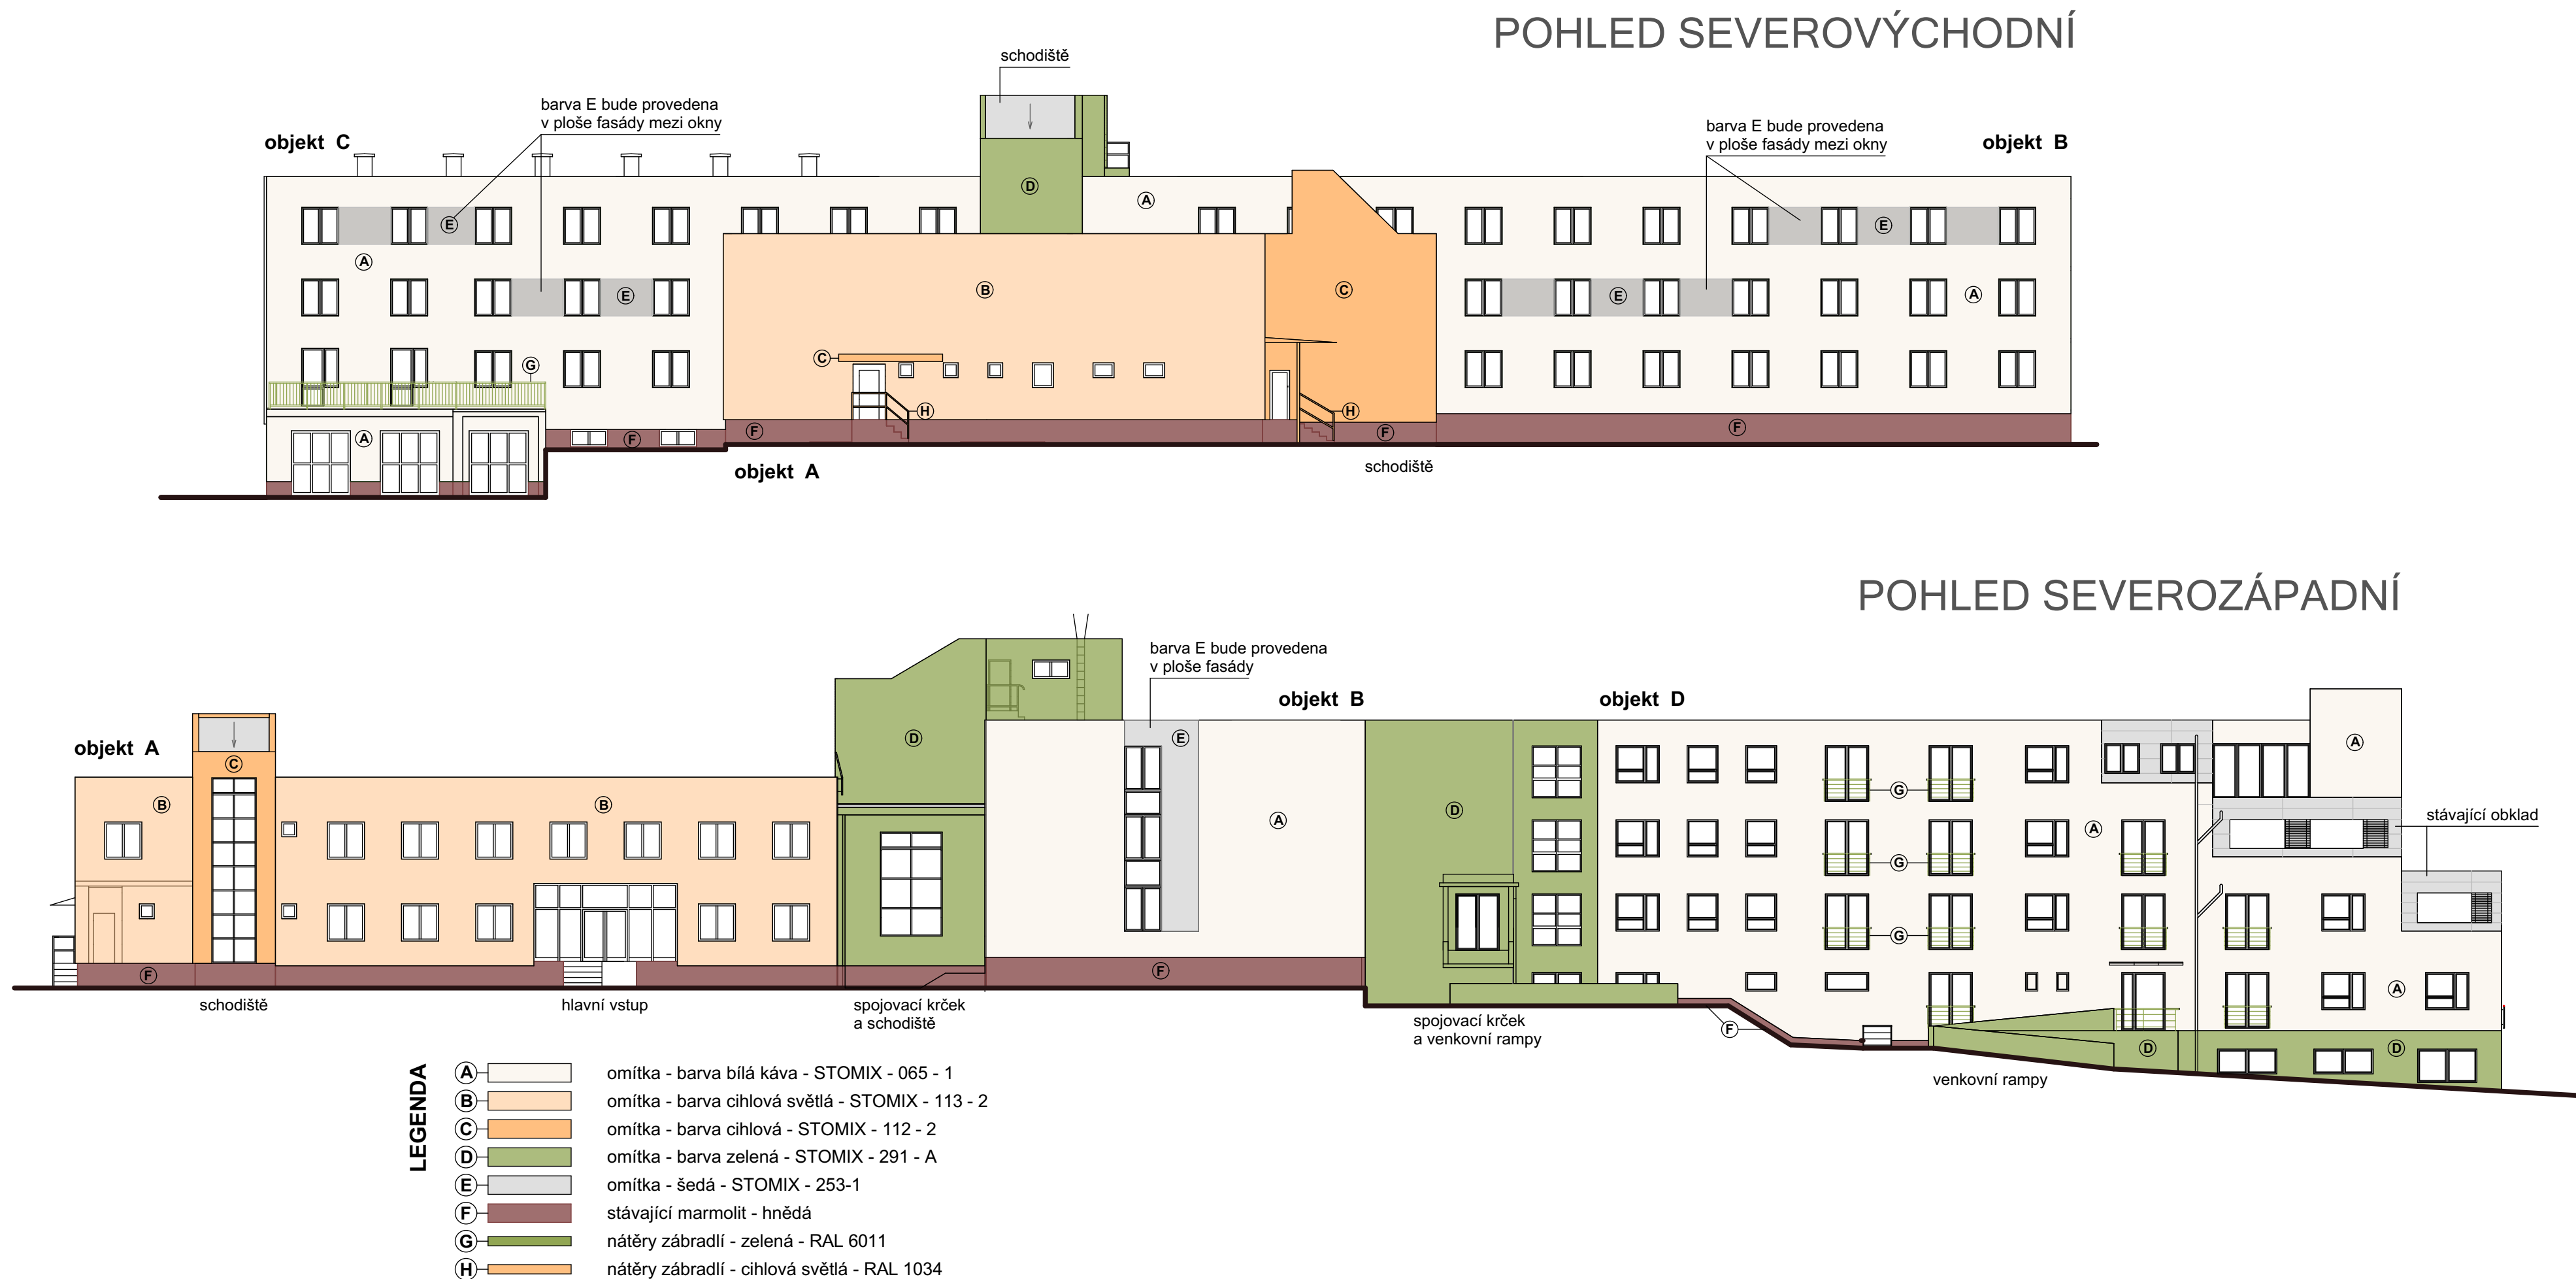 POHLED SEVEROVÝCHODNÍ
schodiště
barva E bude provedena
v ploše fasády mezi okny
objekt C
barva E bude provedena
v ploše fasády mezi okny
objekt B
D
A
E
E
A
B
C
E
E
A
G
C
H
H
A
F
F
F
F
objekt A
schodiště
POHLED SEVEROZÁPADNÍ
barva E bude provedena
v ploše fasády
objekt B
objekt D
objekt A
D
E
A
C
B
B
D
A
G
A
stávající obklad
G
G
F
F
A
F
D
D
schodiště
hlavní vstup
spojovací krček
a schodiště
spojovací krček
a venkovní rampy
venkovní rampy
LEGENDA
A omítka - barva bílá káva - STOMIX - 065 - 1
B omítka - barva cihlová světlá - STOMIX - 113 - 2
C omítka - barva cihlová - STOMIX - 112 - 2
D omítka - barva zelená - STOMIX - 291 - A
E omítka - šedá - STOMIX - 253-1
F stávající marmolit - hnědá
G nátěry zábradlí - zelená - RAL 6011
H nátěry zábradlí - cihlová světlá - RAL 1034